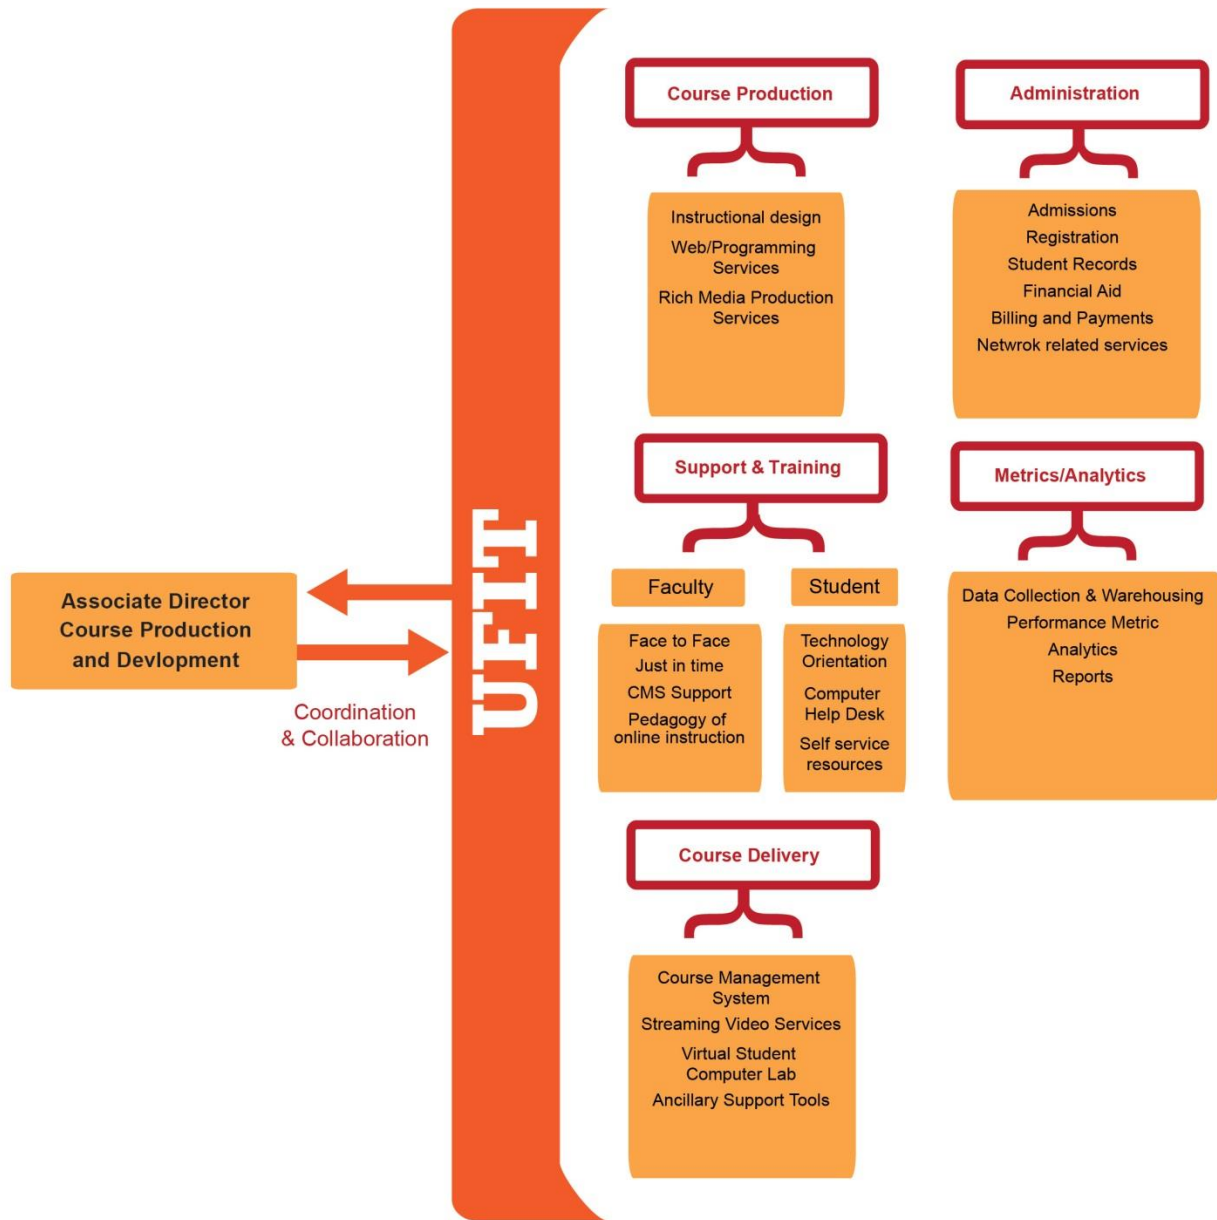 Associate Director
Course Production
and Devlopment
Coordination
& Collaboration
UFIT
Course Production
Instructional design
Web/Programming
Services
Rich Media Production
Services
Administration
Admissions
Registration
Student Records
Financial Aid
Billing and Payments
Netwrok related services
Support & Training
Faculty
Face to Face
Just in time
CMS Support
Pedagogy of
online instruction
Student
Technology
Orientation
Computer
Help Desk
Self service
resources
Metrics/Analytics
Data Collection & Warehousing
Performance Metric
Analytics
Reports
Course Delivery
Course Management
System
Streaming Video Services
Virtual Student
Computer Lab
Ancillary Support Tools